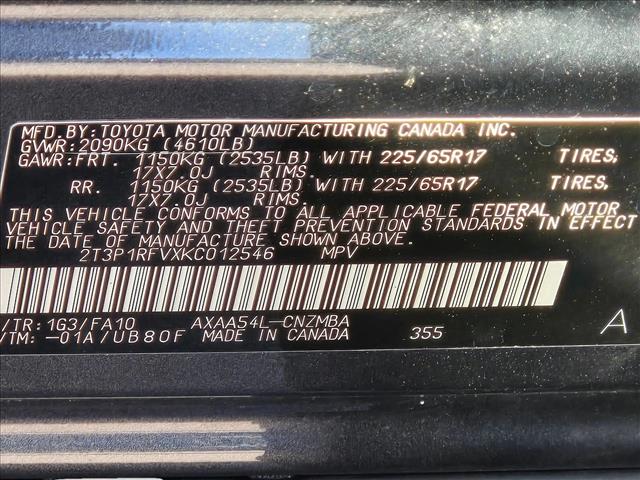 MFD.BY:TOYOTA MOTOR MANUFACTURING CANADA INC.
GVWR:2090KG (4610LB)
GAWR:FRT. 1150KG (2535LB) WITH 225/65R17 TIRES,
17X7.0J RIMS.
RR. 1150KG (2535LB) WITH 225/65R17 TIRES,
17X7.0J RIMS.
THIS VEHICLE CONFORMS TO ALL APPLICABLE FEDERAL MOTOR
VEHICLE SAFETY AND THEFT PREVENTION STANDARDS IN EFFECT
THE DATE OF MANUFACTURE SHOWN ABOVE.
2T3P1RFVXKC012546 MPV
/TR:1G3/FA10 AXAA54L-CNZMBA 355 A
/TM:-01A/UB80F MADE IN CANADA